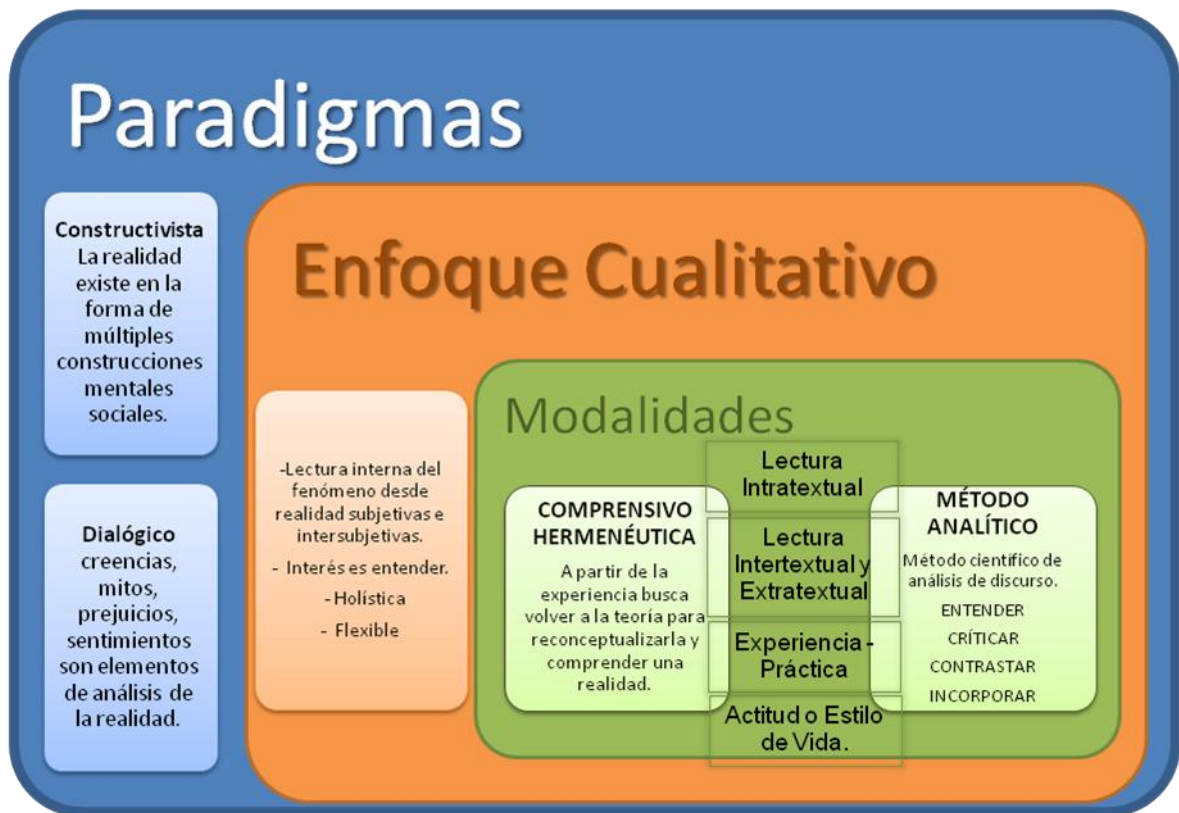 Paradigmas
Constructivista
La realidad
existe en la
forma de
múltiples
construcciones
mentales
sociales.
Dialógico
creencias,
mitos,
prejuicios,
sentimientos
son elementos
de análisis de
la realidad.
Enfoque Cualitativo
-Lectura interna del
fenómeno desde
realidad subjetivas e
intersubjetivas.
- Interés es entender.
- Holística
- Flexible
Modalidades
COMPRENSIVO
HERMENÉUTICA
A partir de la
experiencia busca
volver a la teoría para
reconceptualizarla y
comprender una
realidad.
Lectura
Intratextual
Lectura
Intertextual y
Extratextual
Experiencia -
Práctica
Actitud o Estilo
de Vida.
MÉTODO
ANALÍTICO
Método científico de
análisis de discurso.
ENTENDER
CRÍTICAR
CONTRASTAR
INCORPORAR